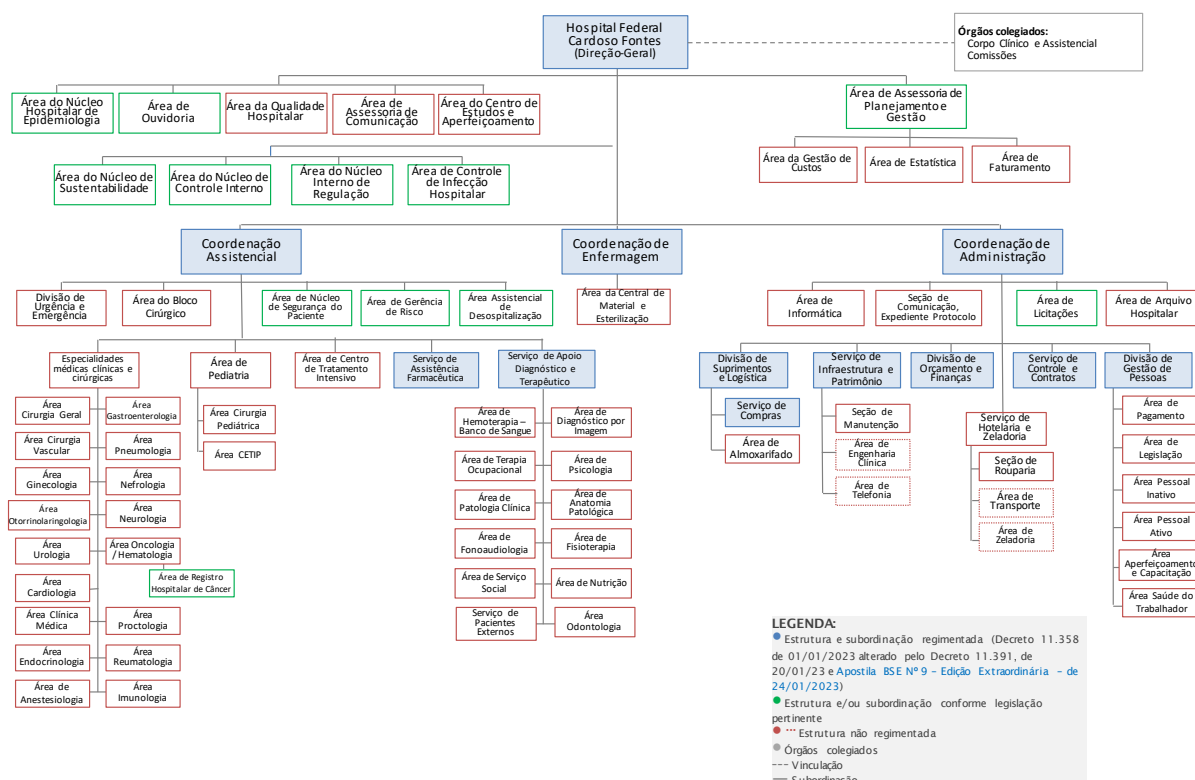 Hospital Federal
Cardoso Fontes
(Direção-Geral)
Órgãos colegiados:
Corpo Clínico e Assistencial
Comissões
Área do Núcleo
Hospitalar de
Epidemiologia
Área de
Ouvidoria
Área da Qualidade
Hospitalar
Área de
Assessoria de
Comunicação
Área do Centro de
Estudos e
Aperfeiçoamento
Área de Assessoria de
Planejamento e
Gestão
Área da Gestão de
Custos
Área de Estatística
Área de
Faturamento
Área do Núcleo de
Sustentabilidade
Área do Núcleo de
Controle Interno
Área do Núcleo
Interno de
Regulação
Área de Controle
de Infecção
Hospitalar
Coordenação
Assistencial
Coordenação de
Enfermagem
Coordenação de
Administração
Divisão de
Urgência e
Emergência
Área do Bloco
Cirúrgico
Área de Núcleo
de Segurança do
Paciente
Área de Gerência
de Risco
Área Assistencial
de
Desospitalização
Área da Central de
Material e
Esterilização
Área de
Informática
Seção de
Comunicação,
Expediente Protocolo
Área de
Licitações
Área de Arquivo
Hospitalar
Especialidades
médicas clínicas e
cirúrgicas
Área de
Pediatria
Área de Centro
de Tratamento
Intensivo
Serviço de
Assistência
Farmacêutica
Serviço de Apoio
Diagnóstico e
Terapêutico
Divisão de
Suprimentos
e Logística
Serviço de
Infraestrutura e
Patrimônio
Divisão de
Orçamento e
Finanças
Serviço de
Controle e
Contratos
Divisão de
Gestão de
Pessoas
Área
Cirurgia Geral
Área
Gastroenterologia
Área Cirurgia
Vascular
Área
Pneumologia
Área
Ginecologia
Área
Nefrologia
Área
Otorrinolaringologia
Área
Neurologia
Área
Urologia
Área Oncologia
/ Hematologia
Área de Registro
Hospitalar de Câncer
Área
Cardiologia
Área Clínica
Médica
Área
Proctologia
Área
Endocrinologia
Área
Reumatologia
Área de
Anestesiologia
Área
Imunologia
Área Cirurgia
Pediátrica
Área CETIP
Área de
Hemoterapia –
Banco de Sangue
Área de
Diagnóstico por
Imagem
Área de Terapia
Ocupacional
Área de
Psicologia
Área de
Patologia Clínica
Área de
Anatomia
Patológica
Área de
Fonoaudiologia
Área de
Fisioterapia
Área de Serviço
Social
Área de Nutrição
Serviço de
Pacientes
Externos
Área
Odontologia
Serviço de
Compras
Área de
Almoxarifado
Seção de
Manutenção
Área de
Engenharia
Clínica
Área de
Telefonia
Serviço de
Hotelaria e
Zeladoria
Seção de
Rouparia
Área de
Transporte
Área de
Zeladoria
Área de
Pagamento
Área de
Legislação
Área Pessoal
Inativo
Área Pessoal
Ativo
Área
Aperfeiçoamento
e Capacitação
Área Saúde do
Trabalhador
LEGENDA:
Estrutura e subordinação regimentada (Decreto 11.358
de 01/01/2023 alterado pelo Decreto 11.391, de
20/01/23 e Apostila BSE Nº 9 – Edição Extraordinária – de
24/01/2023)
Estrutura e/ou subordinação conforme legislação
pertinente
Estrutura não regimentada
Órgãos colegiados
--- Vinculação
— Subordinação